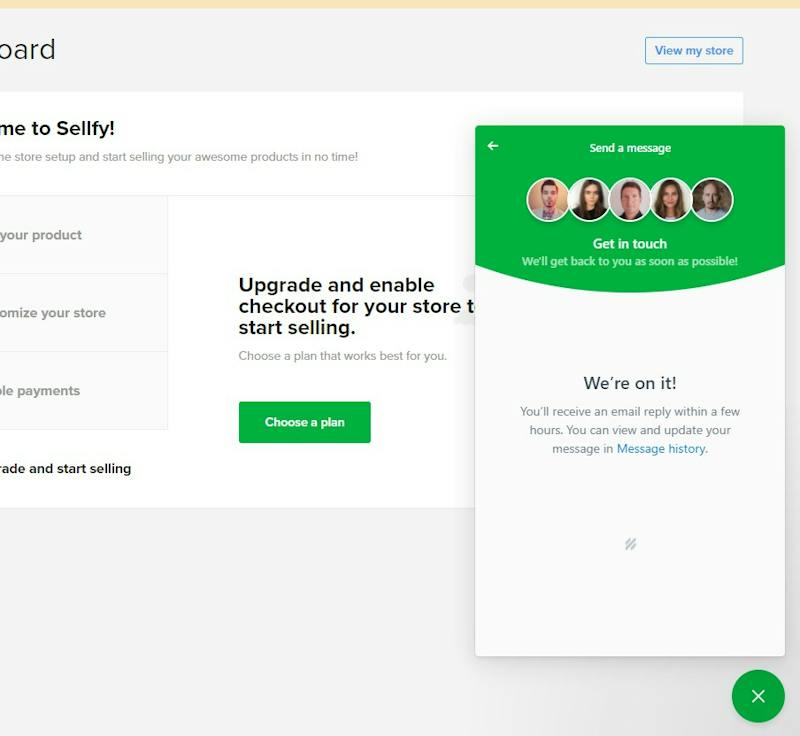 oard
View my store
me to Sellfy!
ne store setup and start selling your awesome products in no time!
your product
omize your store
ble payments
rade and start selling
Upgrade and enable
checkout for your store t
start selling.
Choose a plan that works best for you.
Choose a plan
Send a message
Get in touch
We'll get back to you as soon as possible!
We're on it!
You'll receive an email reply within a few
hours. You can view and update your
message in Message history.